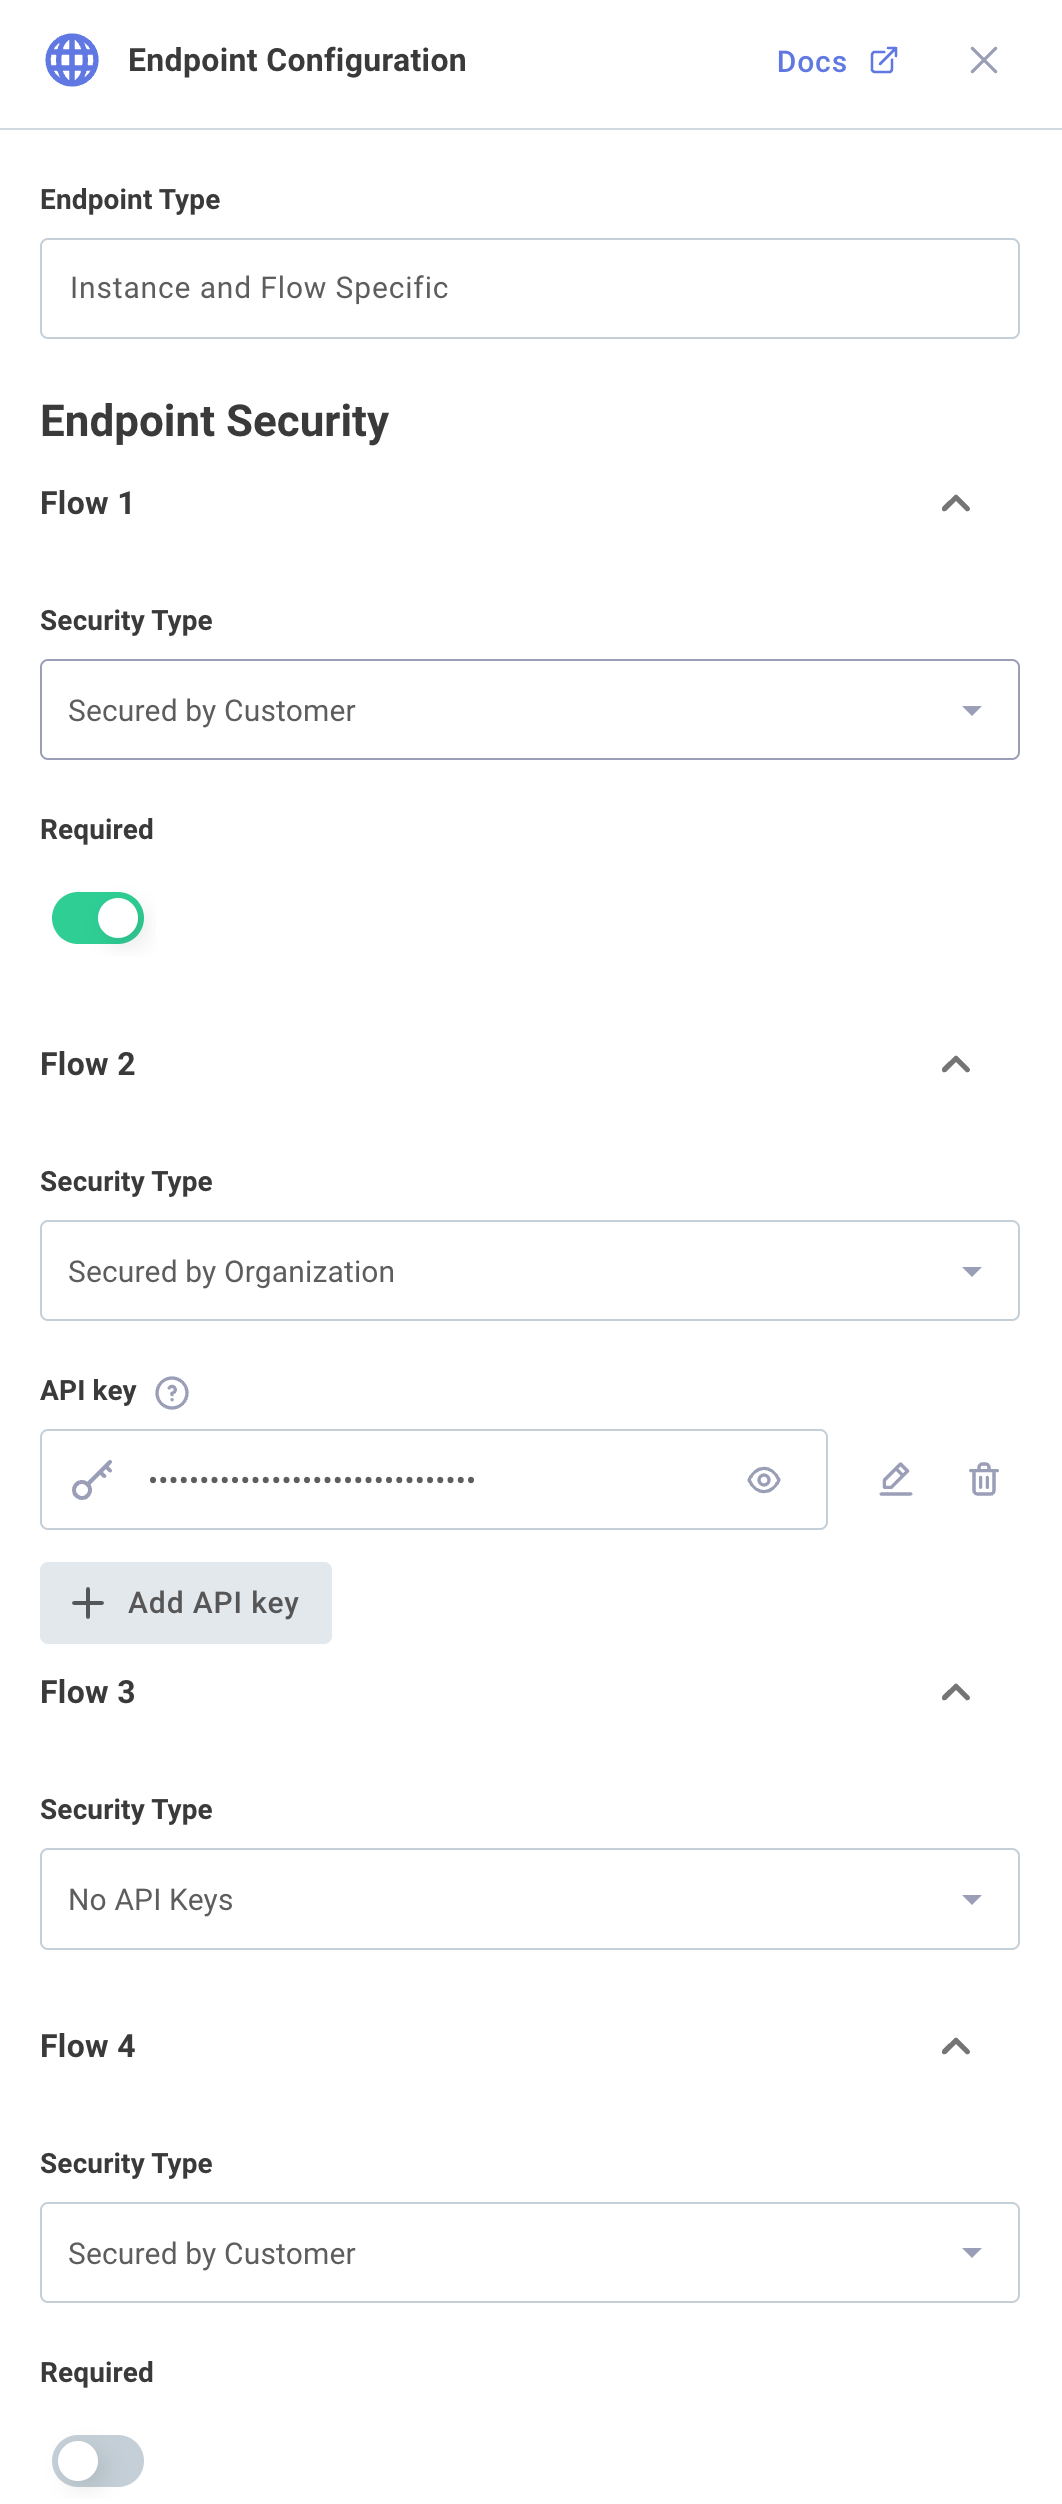 Endpoint Configuration
Docs
Endpoint Type
Instance and Flow Specific
Endpoint Security
Flow 1
Security Type
Secured by Customer
Required
Flow 2
Security Type
Secured by Organization
API key
••••••••••••••••••••••••••••••••
Add API key
Flow 3
Security Type
No API Keys
Flow 4
Security Type
Secured by Customer
Required